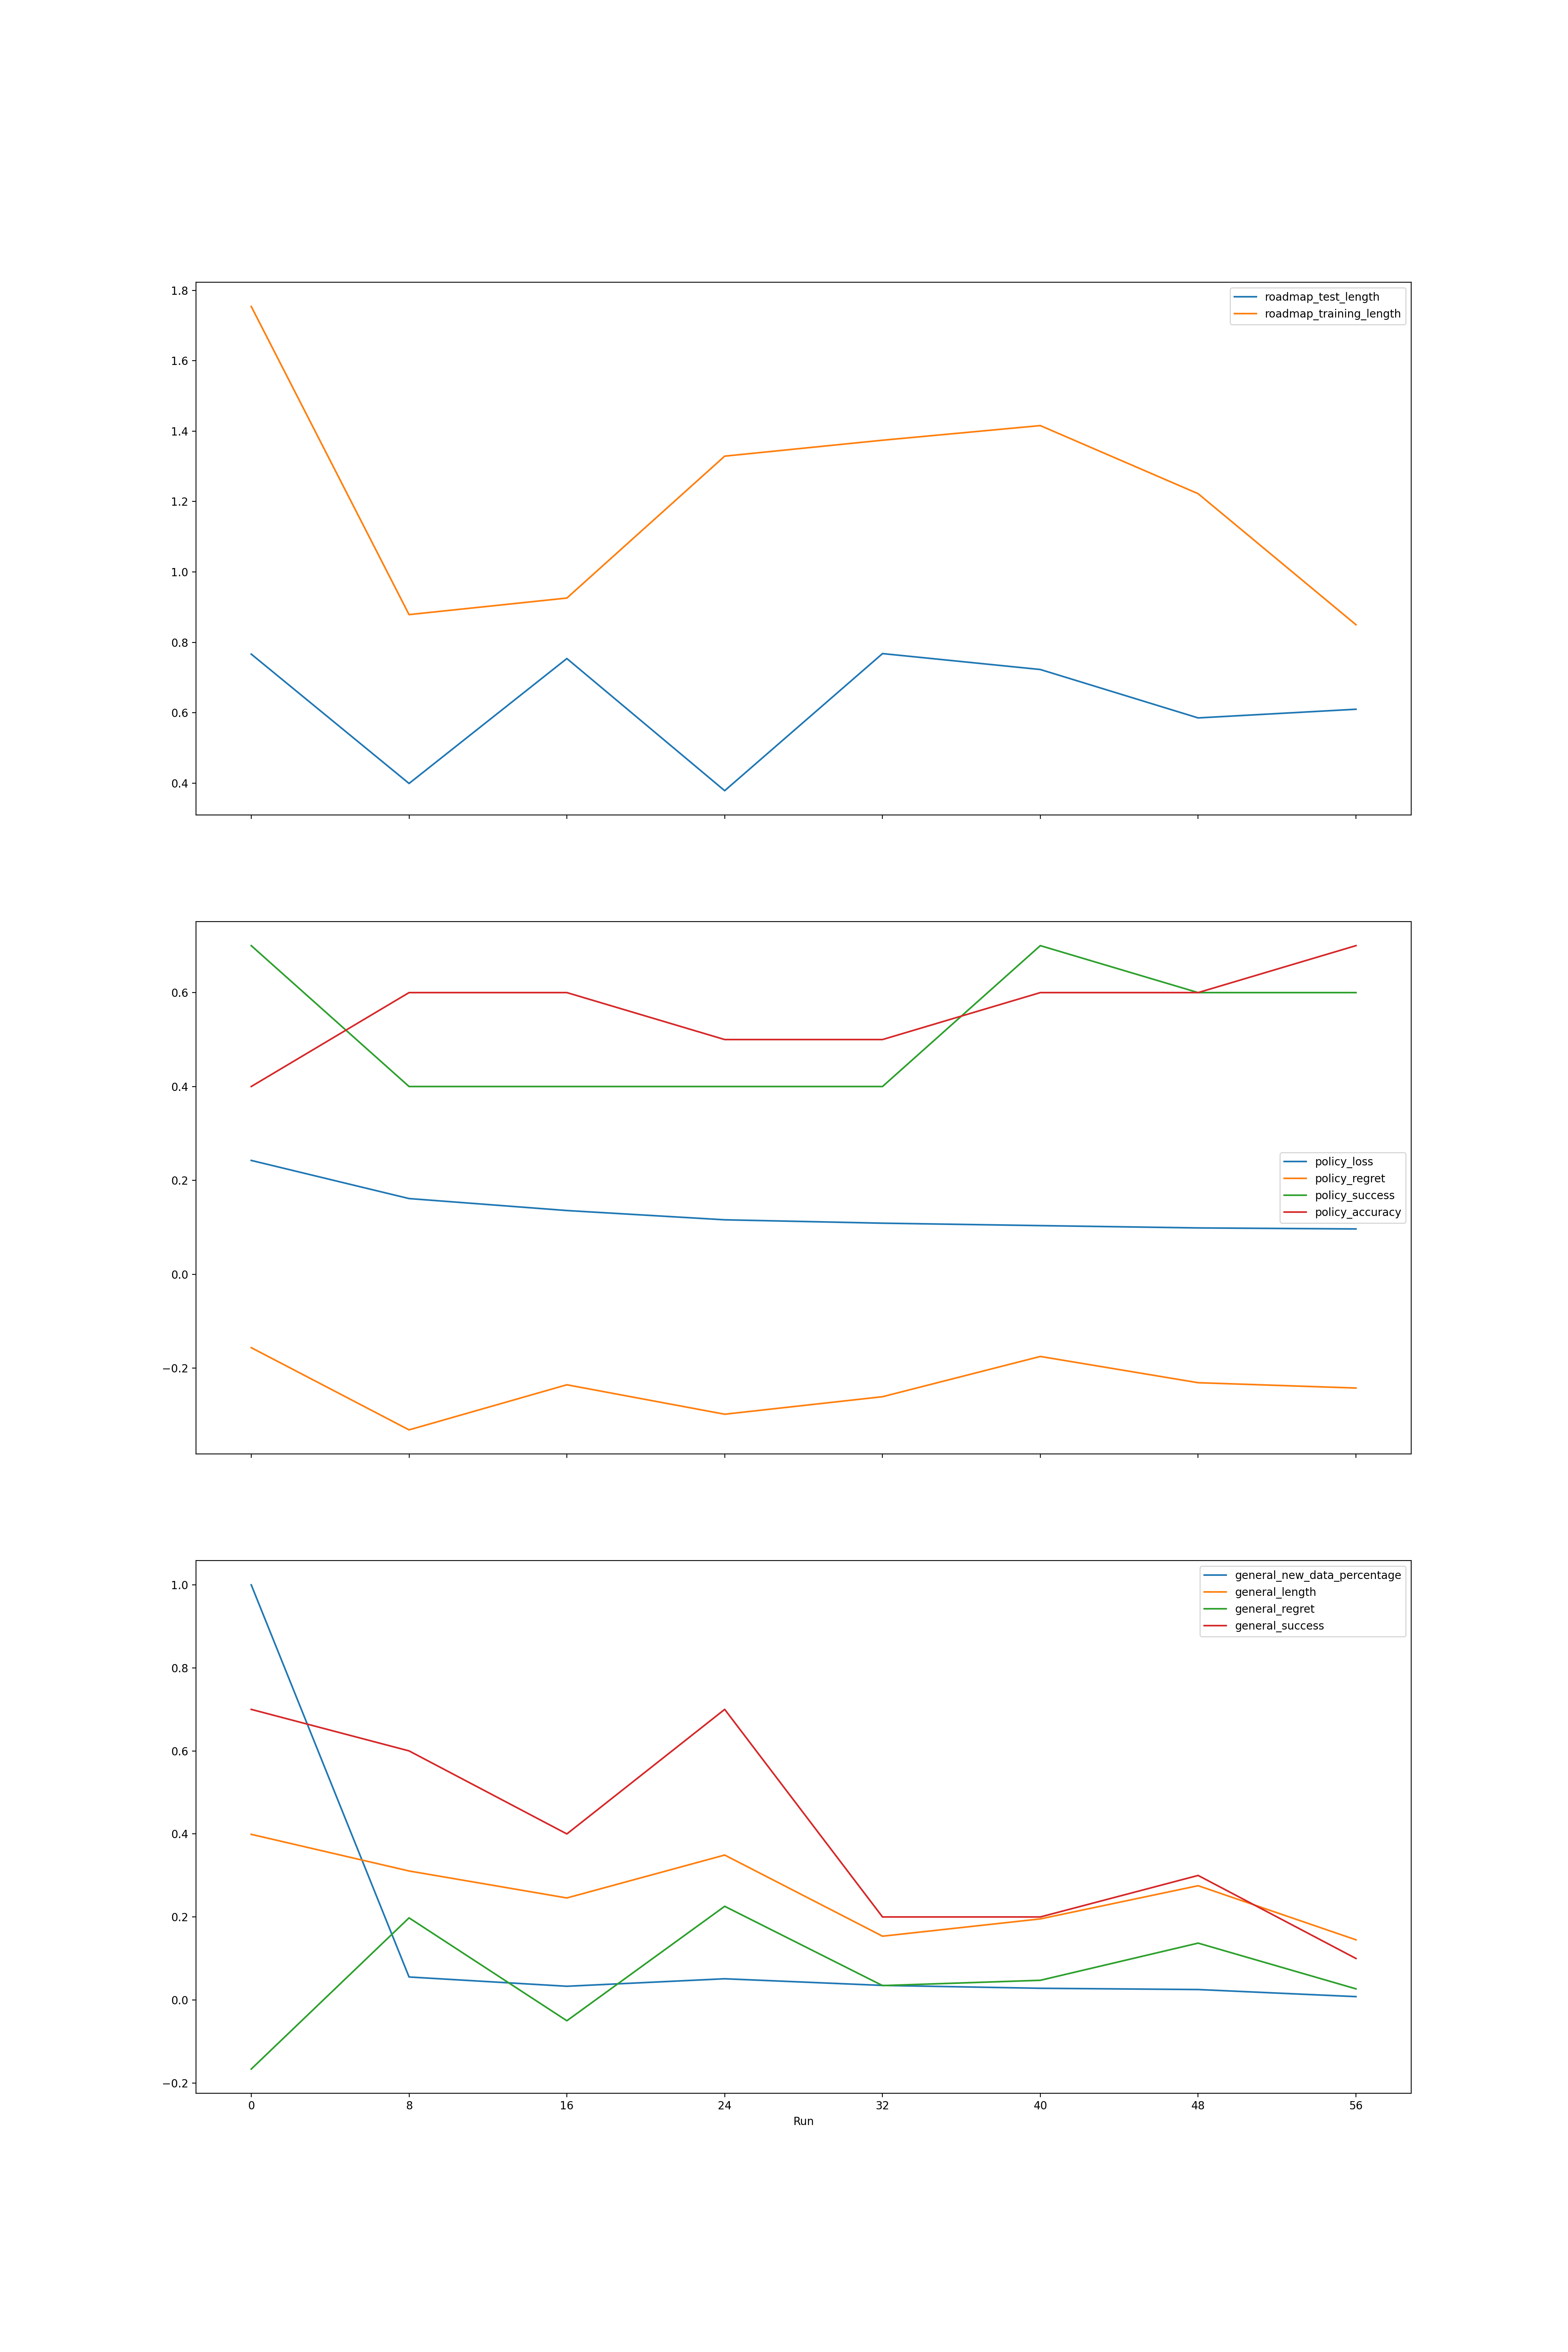 1.8
1.6
1.4
1.2
1.0
0.8
0.6
0.4
roadmap_test_length
roadmap_training_length
0.6
0.4
0.2
0.0
−0.2
policy_loss
policy_regret
policy_success
policy_accuracy
1.0
0.8
0.6
0.4
0.2
0.0
−0.2
general_new_data_percentage
general_length
general_regret
general_success
0 8 16 24 32 40 48 56
Run